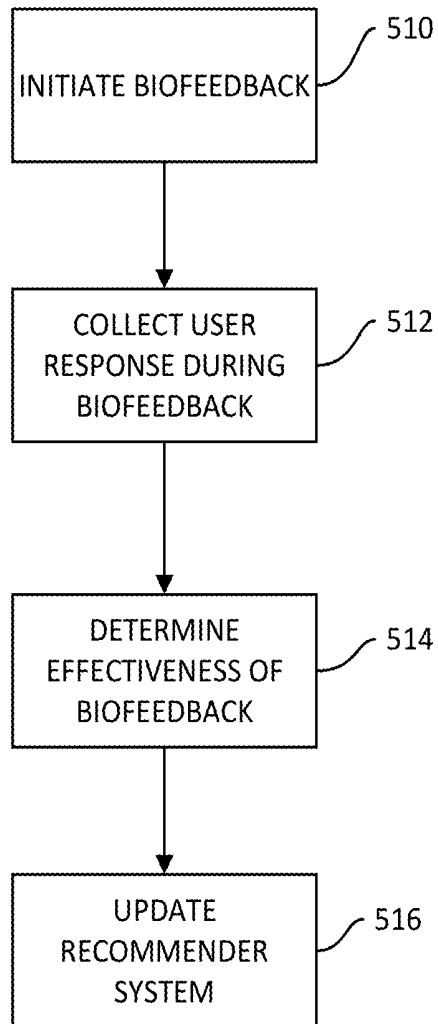 INITIATE BIOFEEDBACK
510
COLLECT USER
RESPONSE DURING
BIOFEEDBACK
512
DETERMINE
EFFECTIVENESS OF
BIOFEEDBACK
514
UPDATE
RECOMMENDER
SYSTEM
516